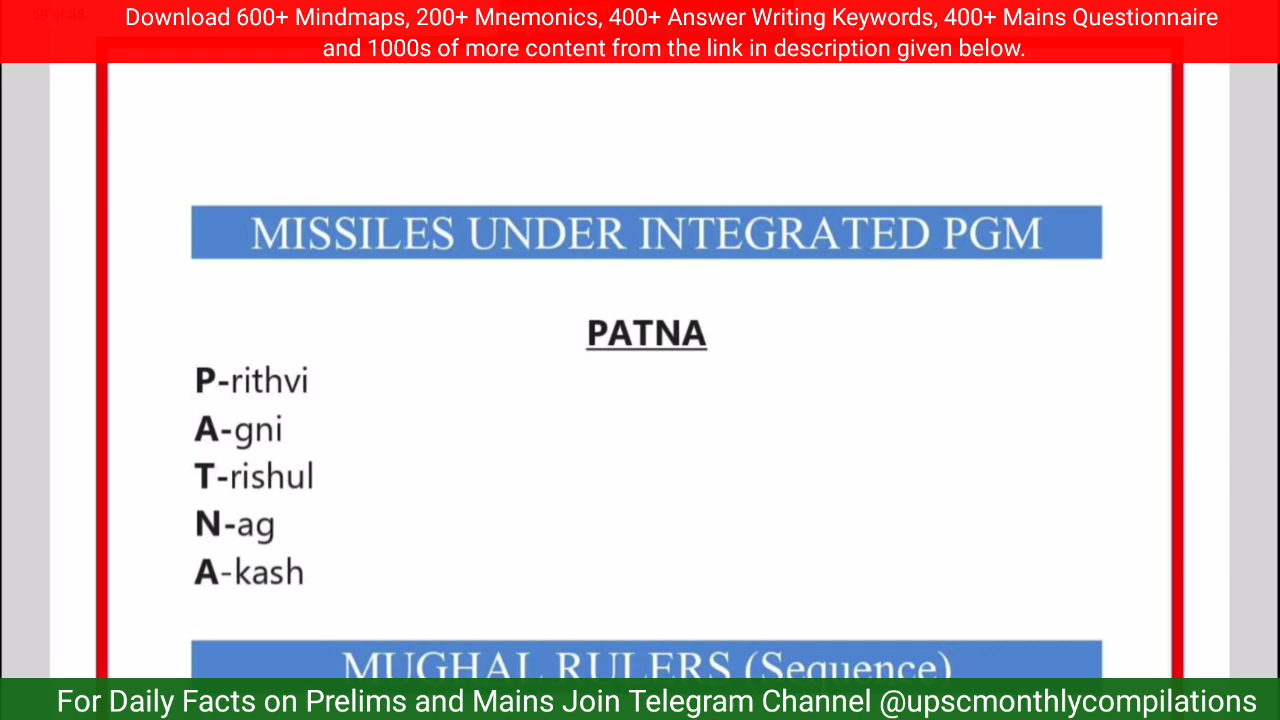 Download 600+ Mindmaps, 200+ Mnemonics, 400+ Answer Writing Keywords, 400+ Mains Questionnaire
and 1000s of more content from the link in description given below.
MISSILES UNDER INTEGRATED PGM
PATNA
P-rithvi
A-gni
T-rishul
N-ag
A-kash
MUGHAL RULERS (Sequence)
For Daily Facts on Prelims and Mains Join Telegram Channel @upscmonthlycompilations